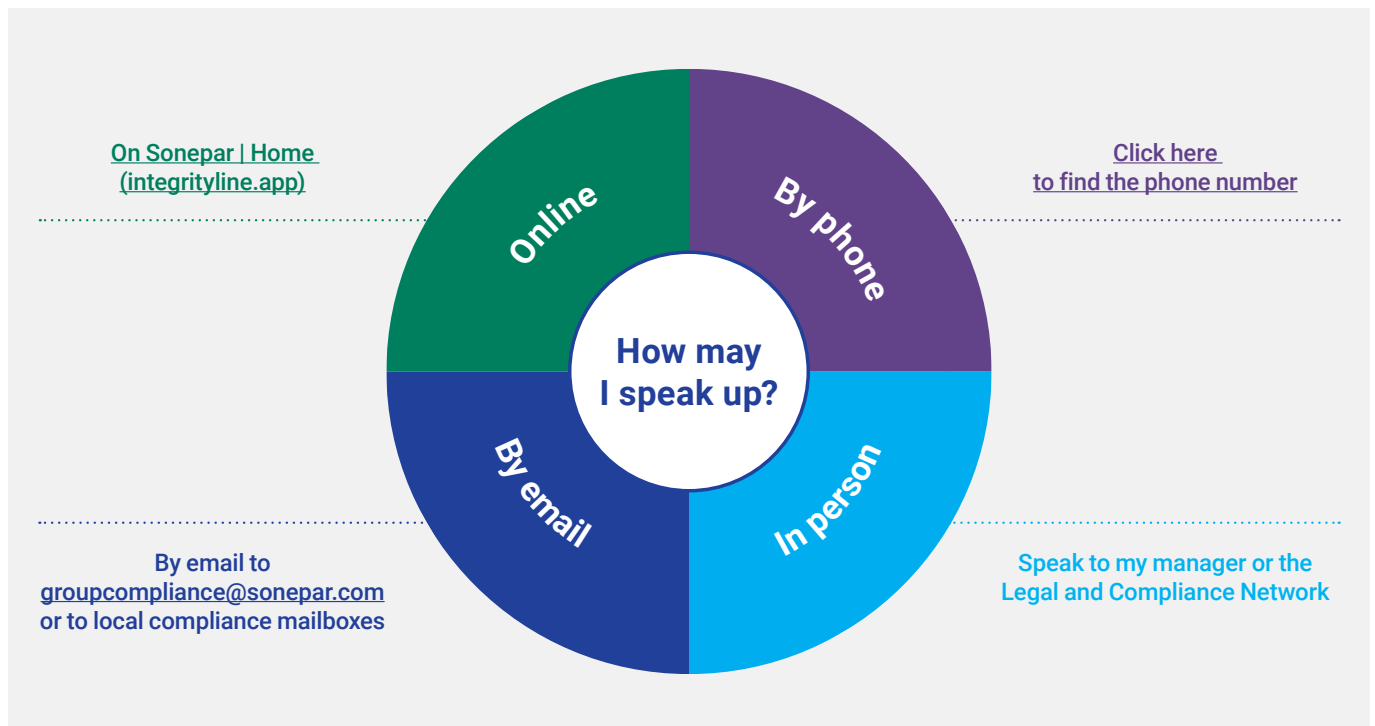 On Sonepar | Home
(integrityline.app)
Online
By phone
Click here
to find the phone number
How may
I speak up?
By email
In person
By email to
groupcompliance@sonepar.com
or to local compliance mailboxes
Speak to my manager or the
Legal and Compliance Network